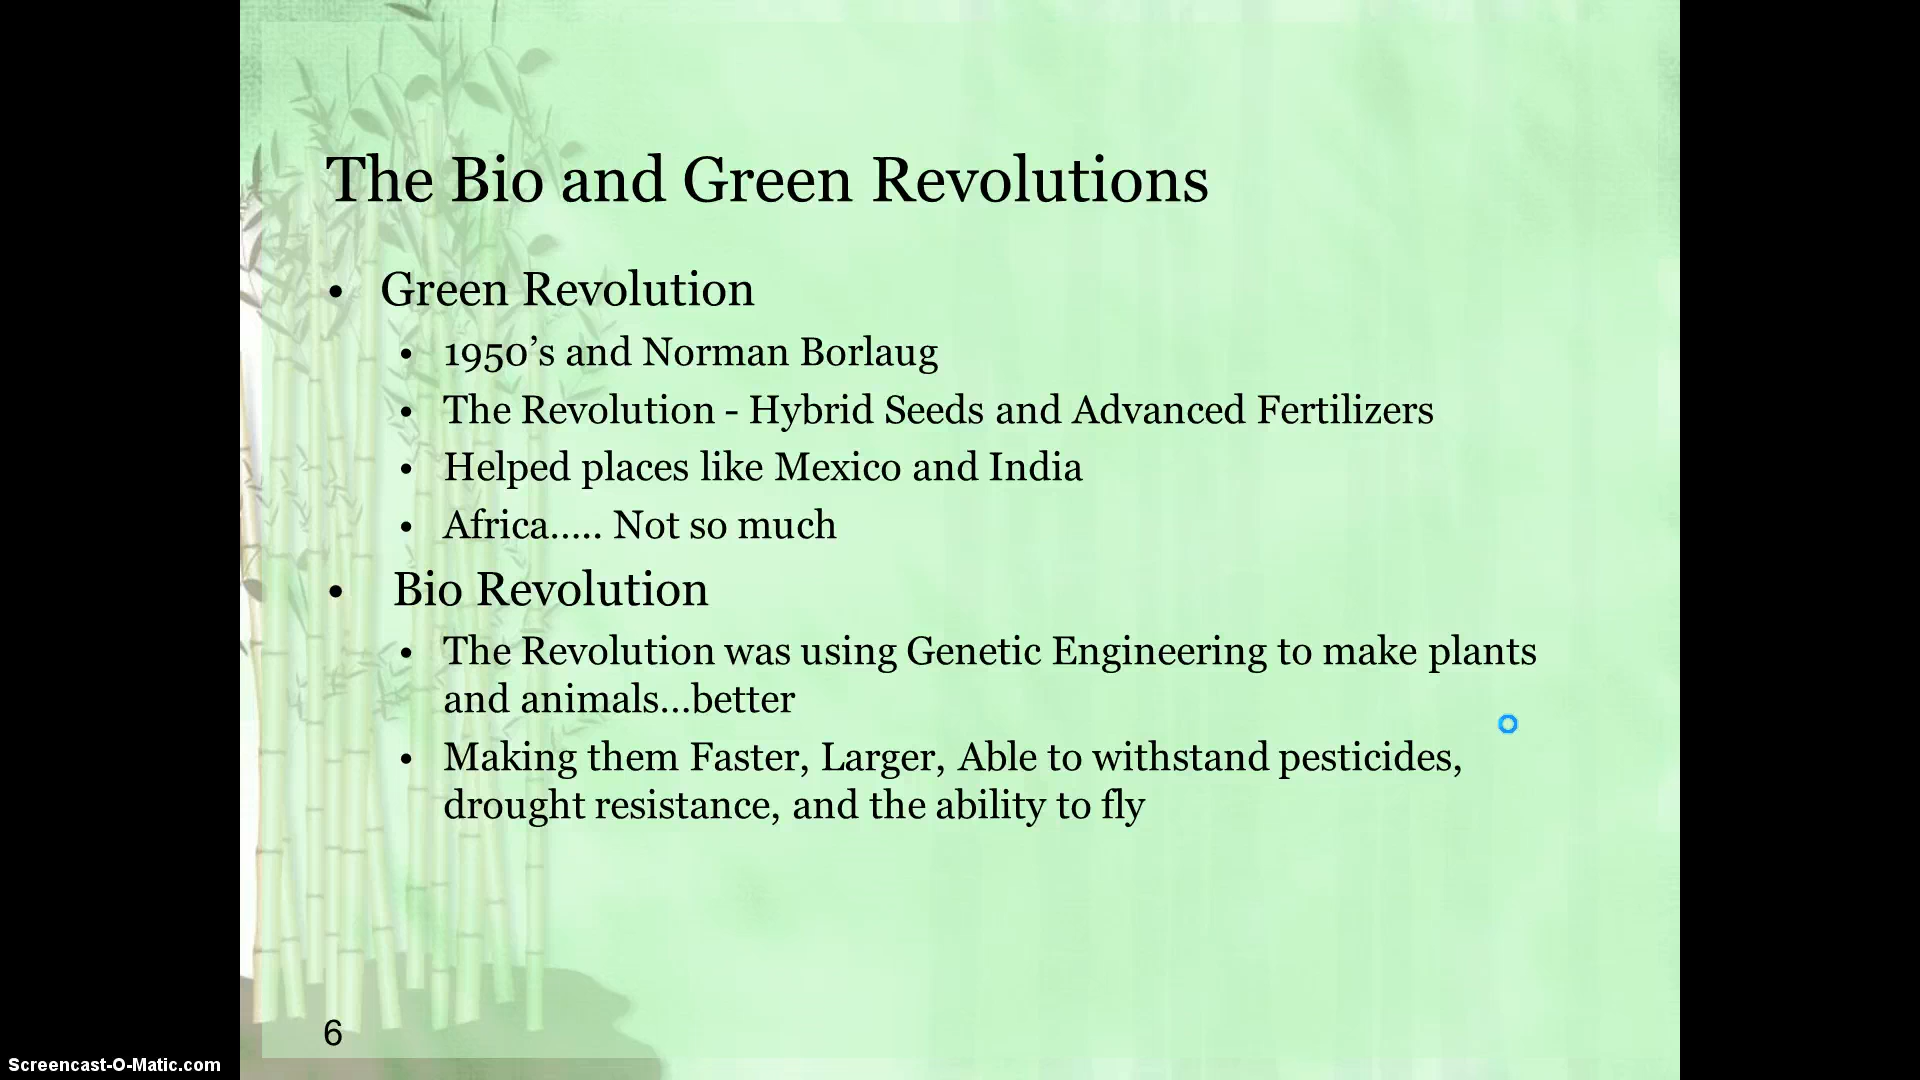 The Bio and Green Revolutions
• Green Revolution
• 1950’s and Norman Borlaug
• The Revolution - Hybrid Seeds and Advanced Fertilizers
• Helped places like Mexico and India
• Africa….. Not so much
• Bio Revolution
• The Revolution was using Genetic Engineering to make plants
and animals…better
• Making them Faster, Larger, Able to withstand pesticides,
drought resistance, and the ability to fly
6
Screencast-O-Matic.com